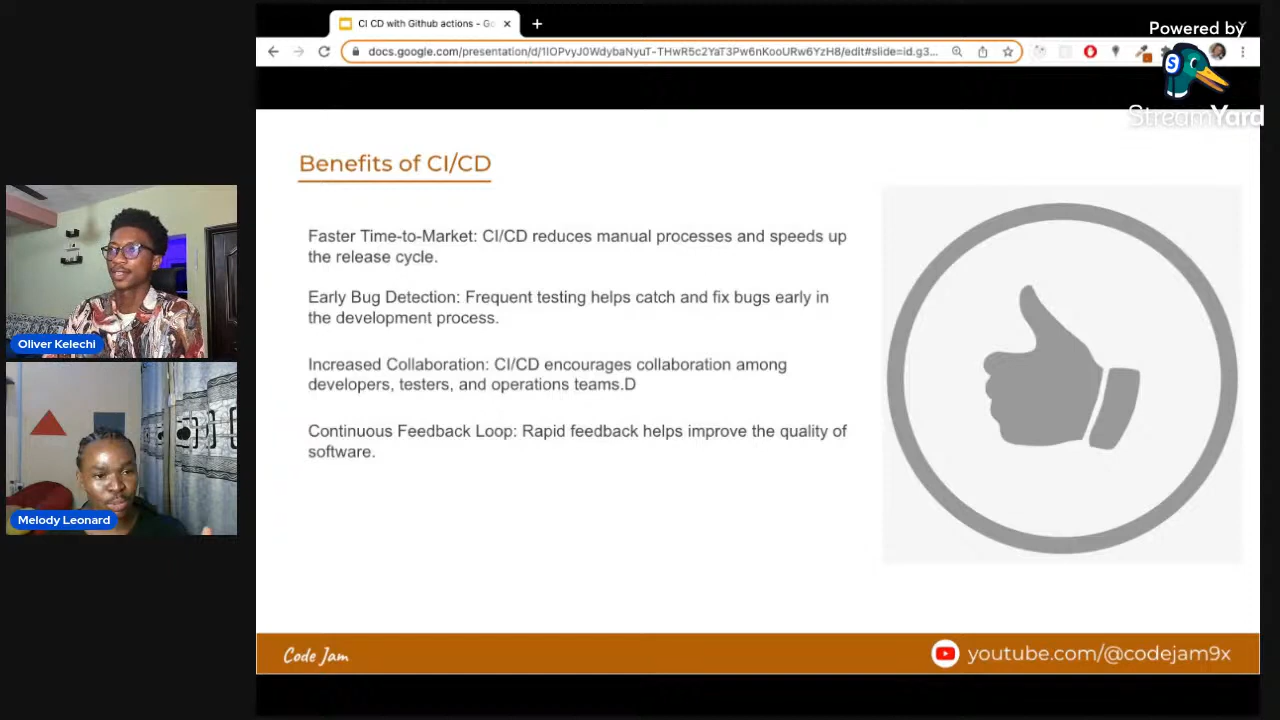 CI CD with Github actions - Go
Powered by
docs.google.com/presentation/d/1IOPvyJ0WdybaNyuT-THwR5c2YaT3Pw6nKooURw6YzH8/edit#slide=id.g3...
S
StreamYard
Benefits of CI/CD
Faster Time-to-Market: CI/CD reduces manual processes and speeds up
the release cycle.
Early Bug Detection: Frequent testing helps catch and fix bugs early in
the development process.
Increased Collaboration: CI/CD encourages collaboration among
developers, testers, and operations teams.D
Continuous Feedback Loop: Rapid feedback helps improve the quality of
software.
Oliver Kelechi
Melody Leonard
Code Jam
youtube.com/@codejam9x